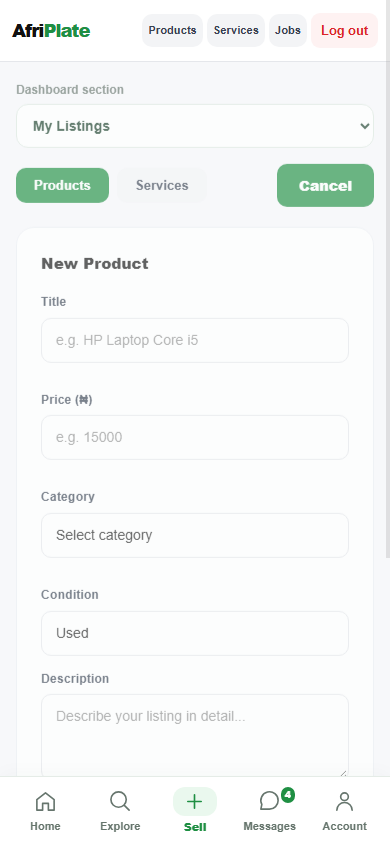 AfriPlate
Products Services Jobs Log out
Dashboard section
My Listings
Products Services Cancel
New Product
Title
e.g. HP Laptop Core i5
Price (₦)
e.g. 15000
Category
Select category
Condition
Used
Description
Describe your listing in detail...
4
Home Explore Sell Messages Account